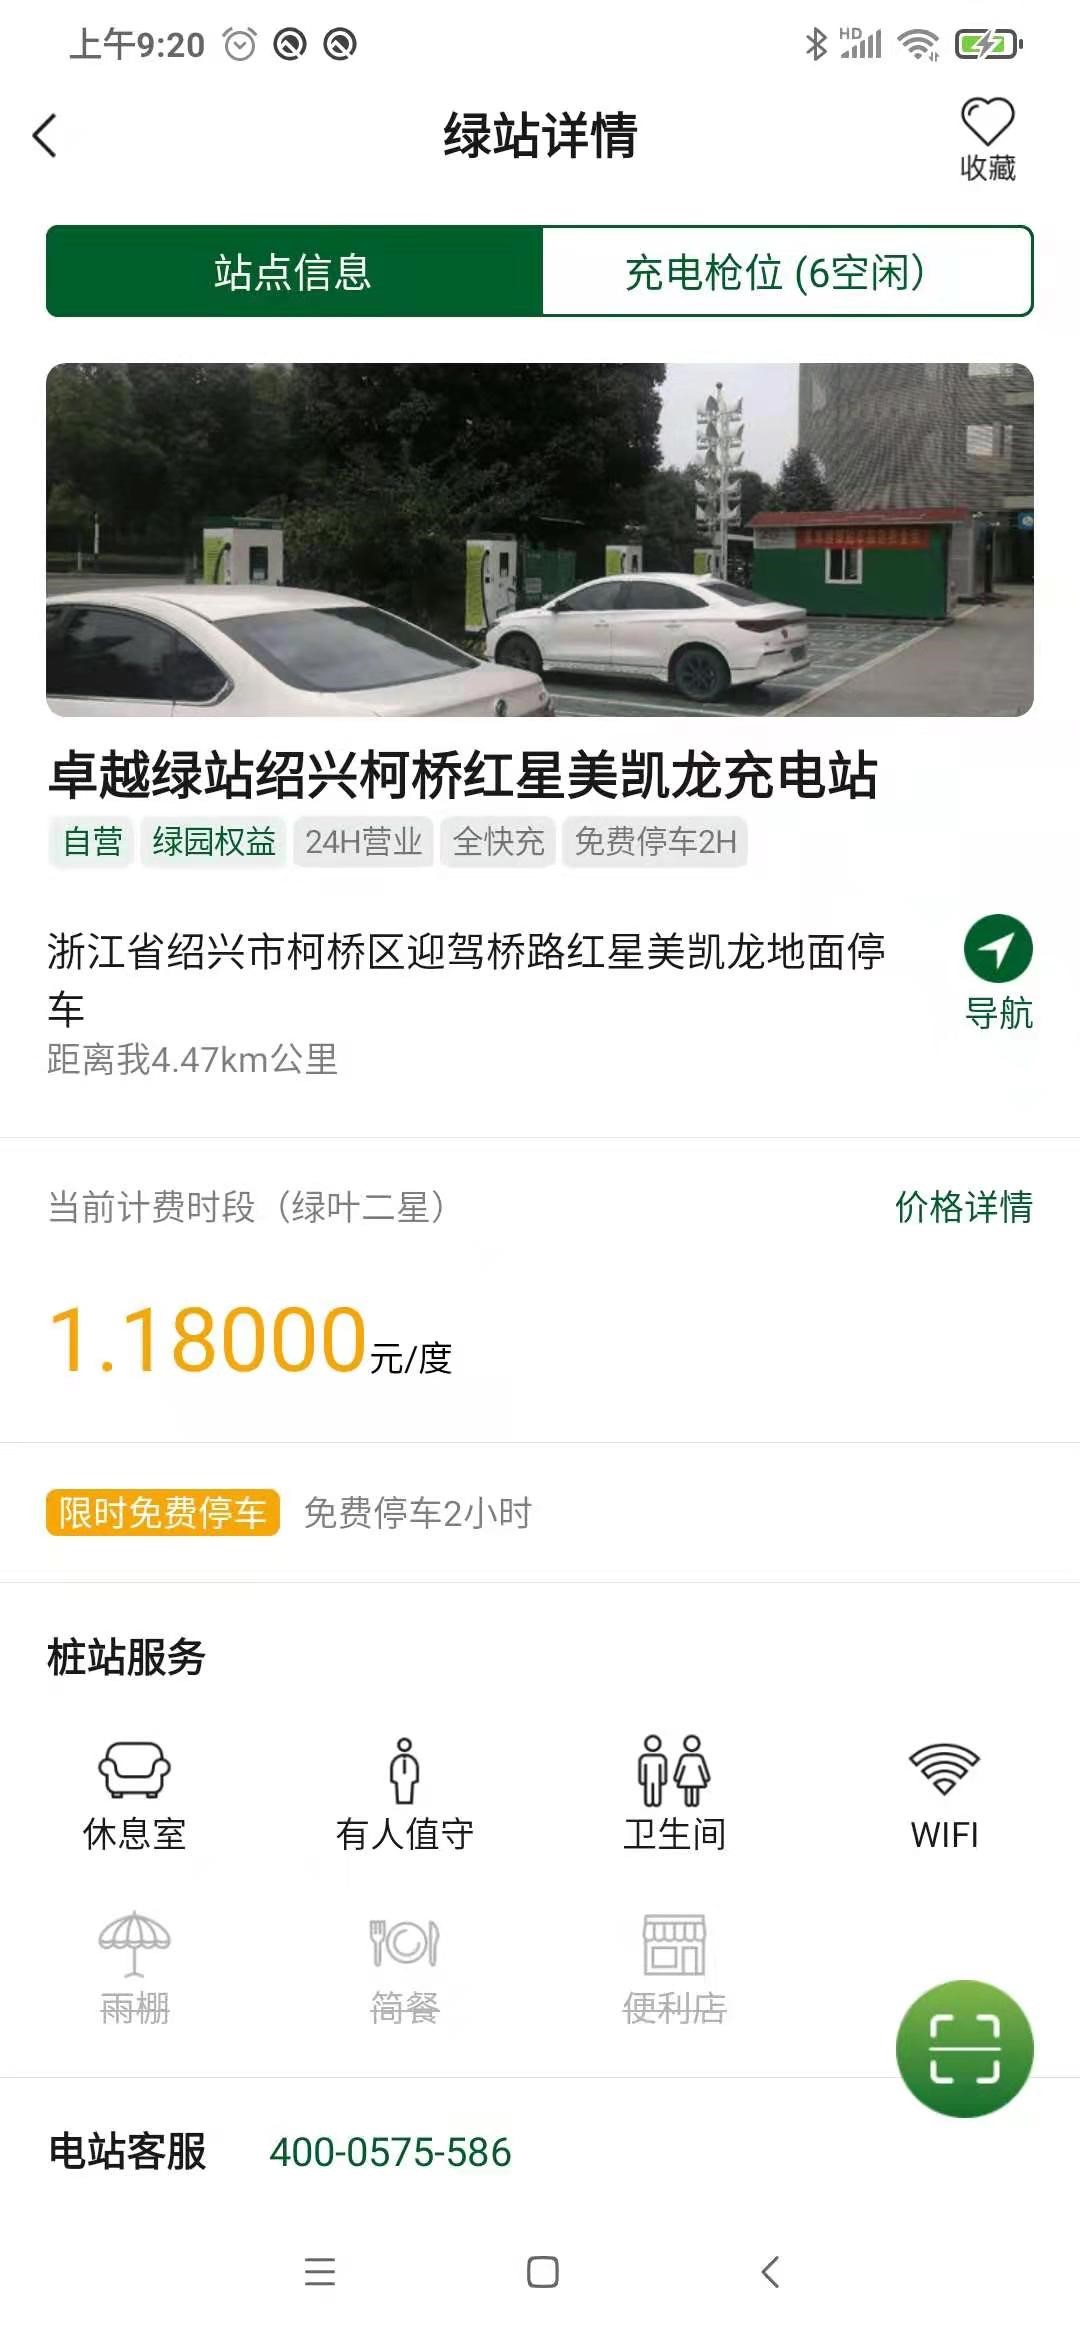 上午9:20
HD
绿站详情
收藏
站点信息
充电枪位 (6空闲）
卓越绿站绍兴柯桥红星美凯龙充电站
自营 绿园权益 24H营业 全快充 免费停车2H
浙江省绍兴市柯桥区迎驾桥路红星美凯龙地面停
车
导航
距离我4.47km公里
当前计费时段（绿叶二星） 价格详情
1.18000元/度
限时免费停车 免费停车2小时
桩站服务
休息室 有人值守 卫生间 WIFI
雨棚 简餐 便利店
电站客服 400-0575-586